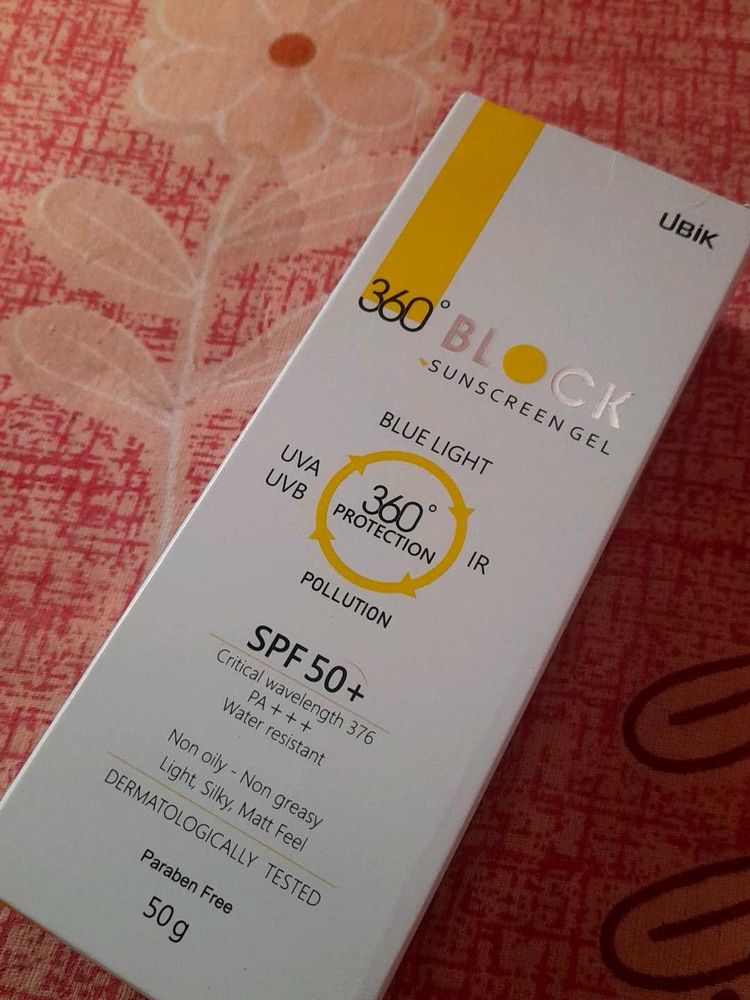 UBiK
360°
BLOCK
SUNSCREEN GEL
BLUE LIGHT
UVA
UVB
360°
PROTECTION
IR
POLLUTION
SPF 50+
Critical wavelength 376
PA+++
Water resistant
Non oily - Non greasy
Light, Silky, Matt Feel
DERMATOLOGICALLY TESTED
Paraben Free
50g